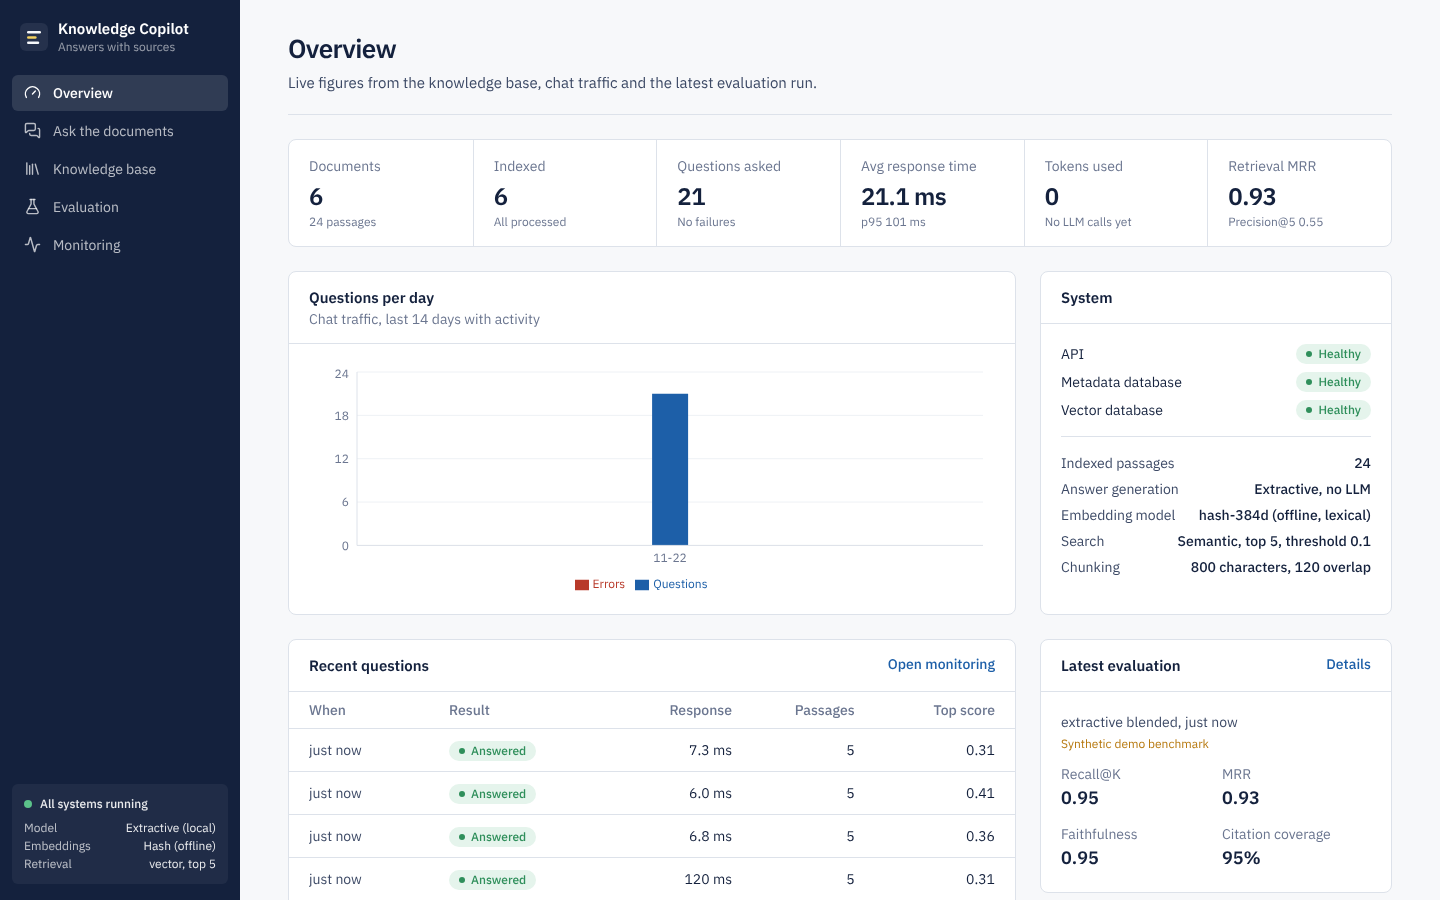 Knowledge Copilot
Answers with sources
Overview
Ask the documents
Knowledge base
Evaluation
Monitoring
All systems running
Model Extractive (local)
Embeddings Hash (offline)
Retrieval vector, top 5
Overview
Live figures from the knowledge base, chat traffic and the latest evaluation run.
Documents
6
24 passages
Indexed
6
All processed
Questions asked
21
No failures
Avg response time
21.1 ms
p95 101 ms
Tokens used
0
No LLM calls yet
Retrieval MRR
0.93
Precision@5 0.55
Questions per day
Chat traffic, last 14 days with activity
24
18
12
6
0
11-22
Errors Questions
System
API Healthy
Metadata database Healthy
Vector database Healthy
Indexed passages 24
Answer generation Extractive, no LLM
Embedding model hash-384d (offline, lexical)
Search Semantic, top 5, threshold 0.1
Chunking 800 characters, 120 overlap
Recent questions Open monitoring
When Result Response Passages Top score
just now Answered 7.3 ms 5 0.31
just now Answered 6.0 ms 5 0.41
just now Answered 6.8 ms 5 0.36
just now Answered 120 ms 5 0.31
Latest evaluation Details
extractive blended, just now
Synthetic demo benchmark
Recall@K MRR
0.95 0.93
Faithfulness Citation coverage
0.95 95%